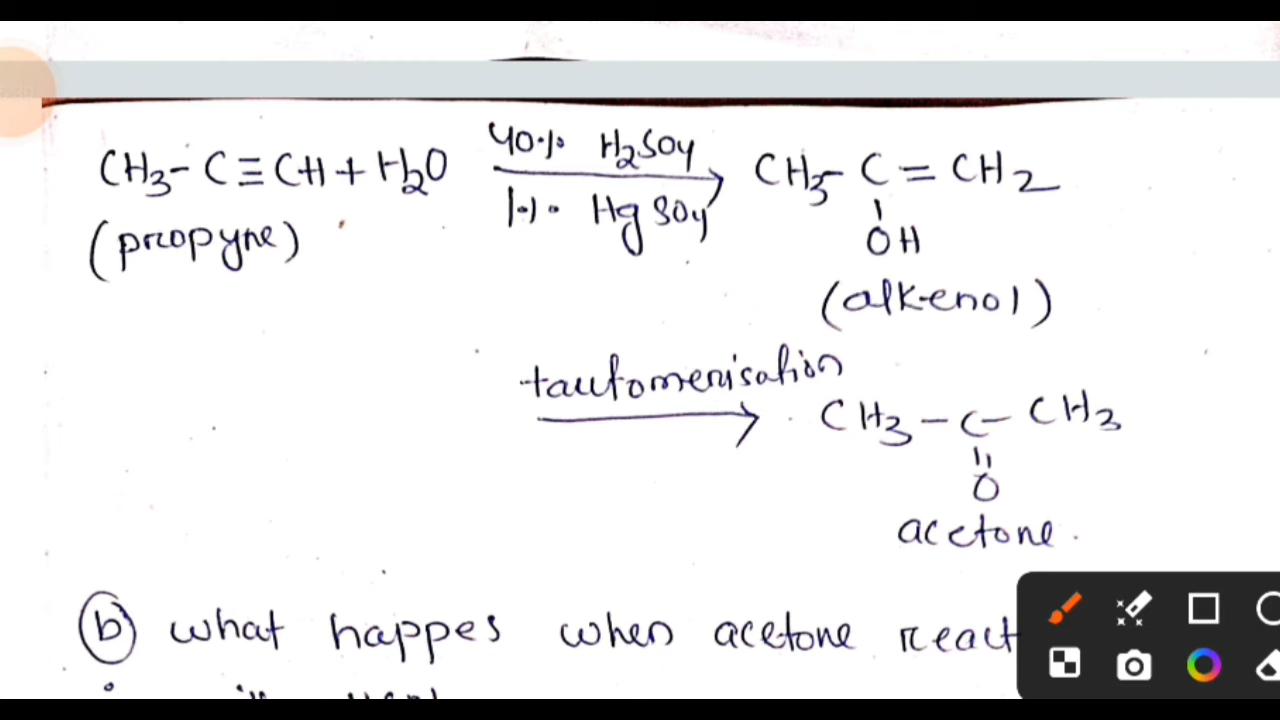 CH3-C≡CH+H2O 40% H2SO4 CH3-C=CH2
(propyne) 1% HgSO4 OH
(alkenol)
tautomerisation CH3-C-CH3
O
acetone.
(b) what happes when acetone react